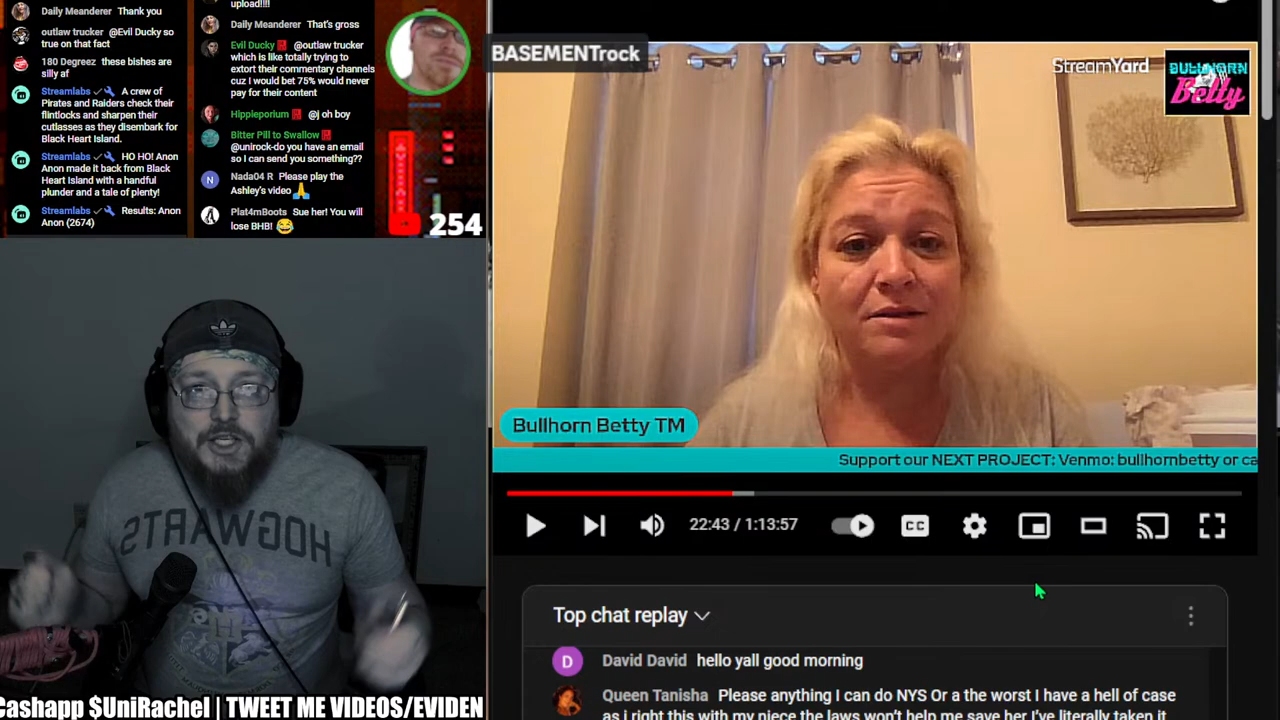 upload!!!!
Daily Meanderer Thank you
outlaw trucker @Evil Ducky so
true on that fact
180 Degreez these bishes are
silly af
Streamlabs A crew of
Pirates and Raiders check their
flintlocks and sharpen their
cutlasses as they disembark for
Black Heart Island.
Streamlabs HO HO! Anon
Anon made it back from Black
Heart Island with a handful
plunder and a tale of plenty!
Streamlabs Results: Anon
Anon (2674)
Daily Meanderer That's gross
Evil Ducky @outlaw trucker
which is like totally trying to
extort their commentary channels
cuz I would bet 75% would never
pay for their content
Hippleporium @j oh boy
Bitter Pill to Swallow
@unirock-do you have an email
so I can send you something??
Nada04 R Please play the
Ashley's video 🙏
Plat4mBoots Sue her! You will
lose BHB! 😂
254
BASEMENTrock
StreamYard
BULLHORN
Betty
Bullhorn Betty TM
Support our NEXT PROJECT: Venmo: bullhornbetty or ca
22:43 / 1:13:57
CC
Top chat replay
D
David David hello yall good morning
Queen Tanisha Please anything I can do NYS Or a the worst I have a hell of case
as i right this with my piece the laws won't help me save her I've literally taken it
HOGWARTS
Cashapp $UniRachel | TWEET ME VIDEOS/EVIDEN